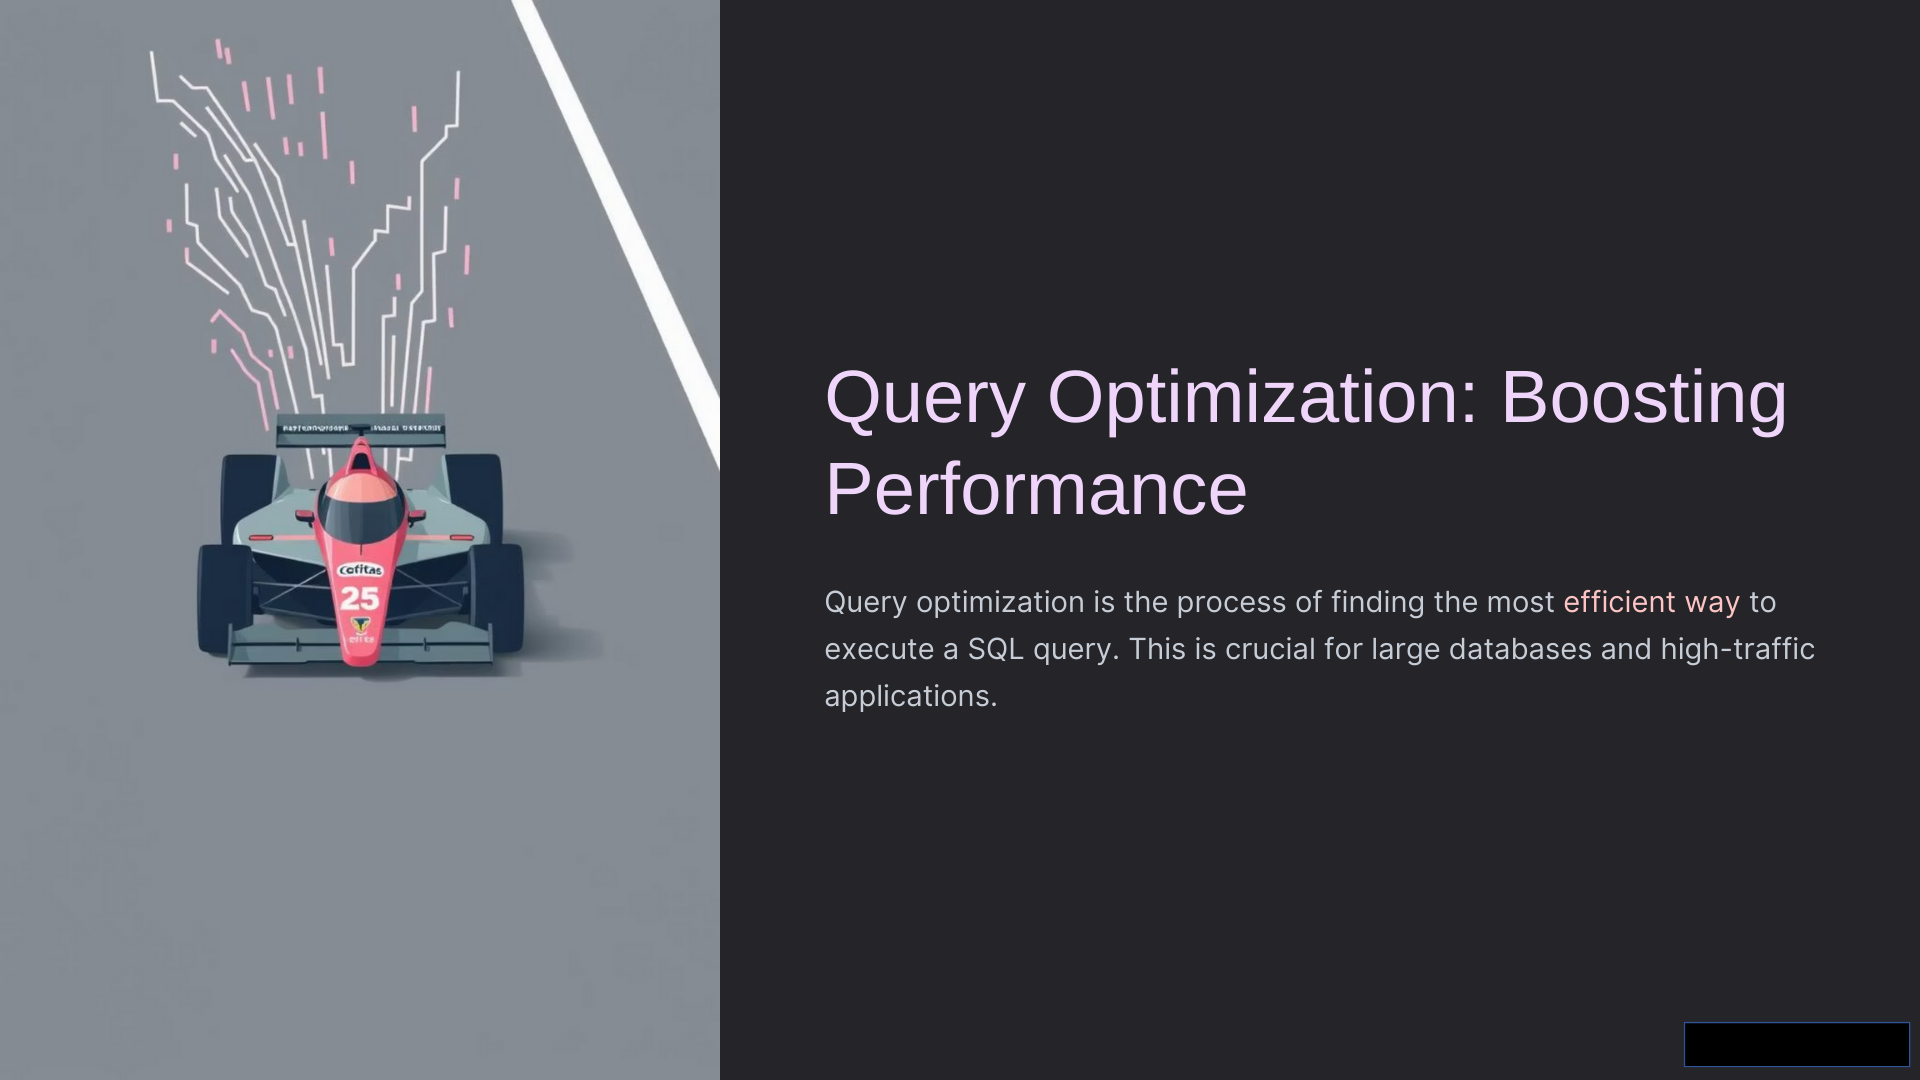 Cofitas
25
Query Optimization: Boosting
Performance
Query optimization is the process of finding the most efficient way to
execute a SQL query. This is crucial for large databases and high-traffic
applications.